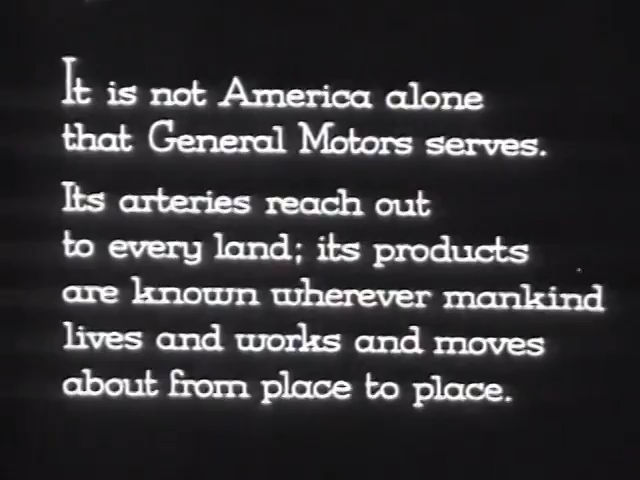 It is not America alone
that General Motors serves.
Its arteries reach out
to every land; its products
are known wherever mankind
lives and works and moves
about from place to place.